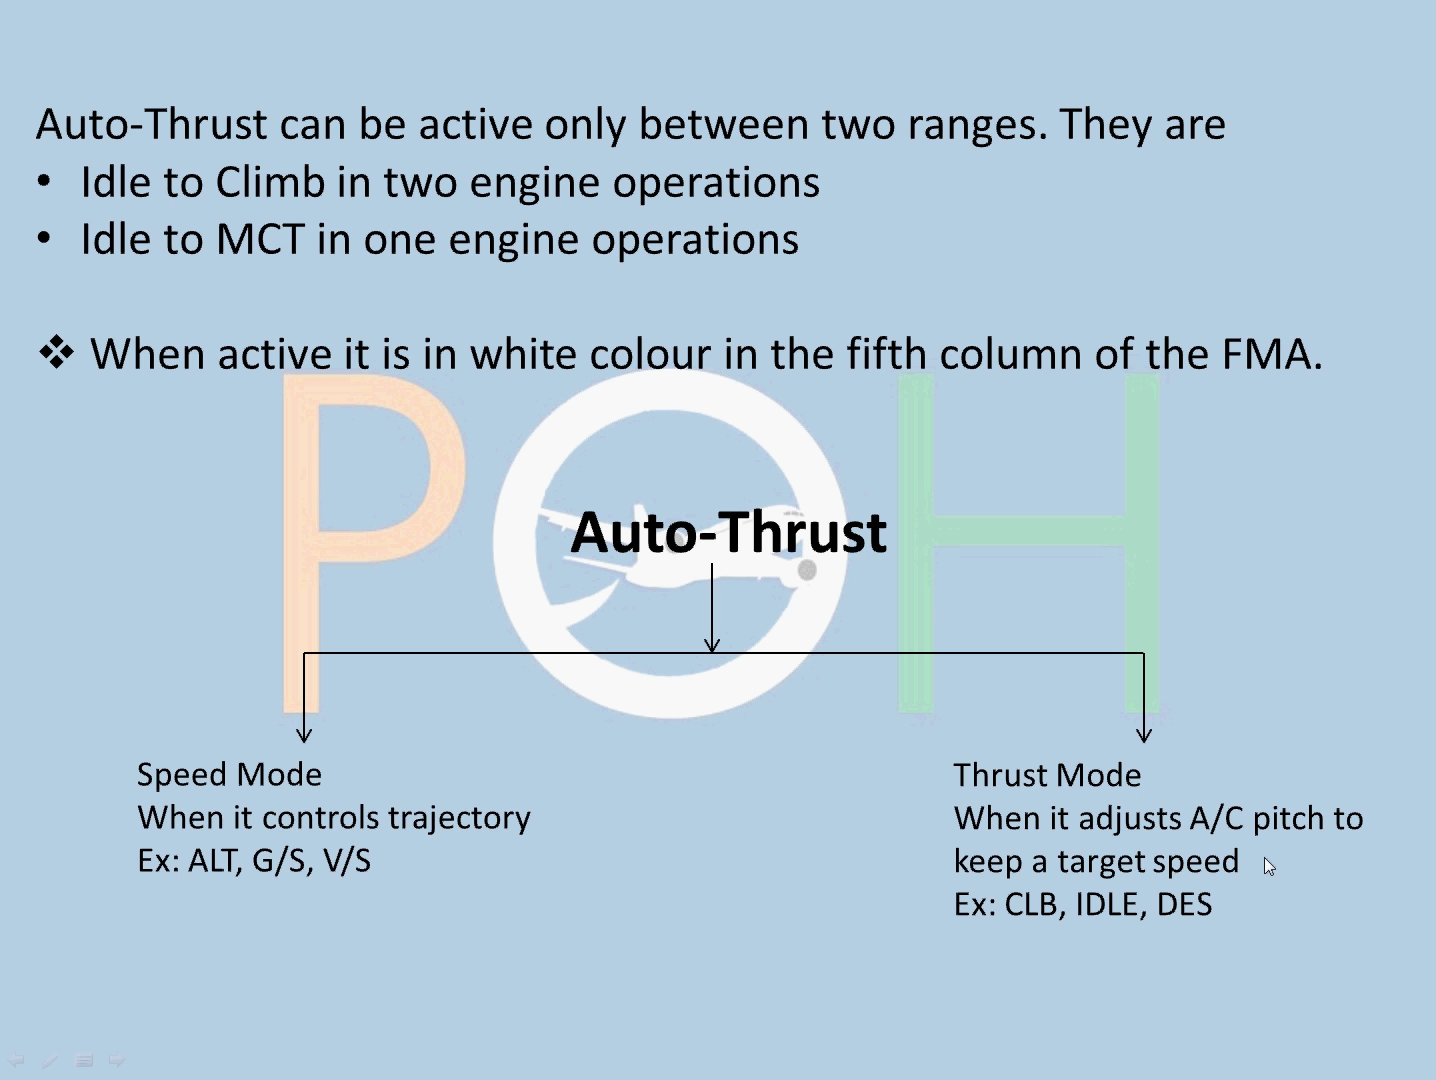 Auto-Thrust can be active only between two ranges. They are
• Idle to Climb in two engine operations
• Idle to MCT in one engine operations
❖ When active it is in white colour in the fifth column of the FMA.
POH
Auto-Thrust
Speed Mode
When it controls trajectory
Ex: ALT, G/S, V/S
Thrust Mode
When it adjusts A/C pitch to
keep a target speed
Ex: CLB, IDLE, DES